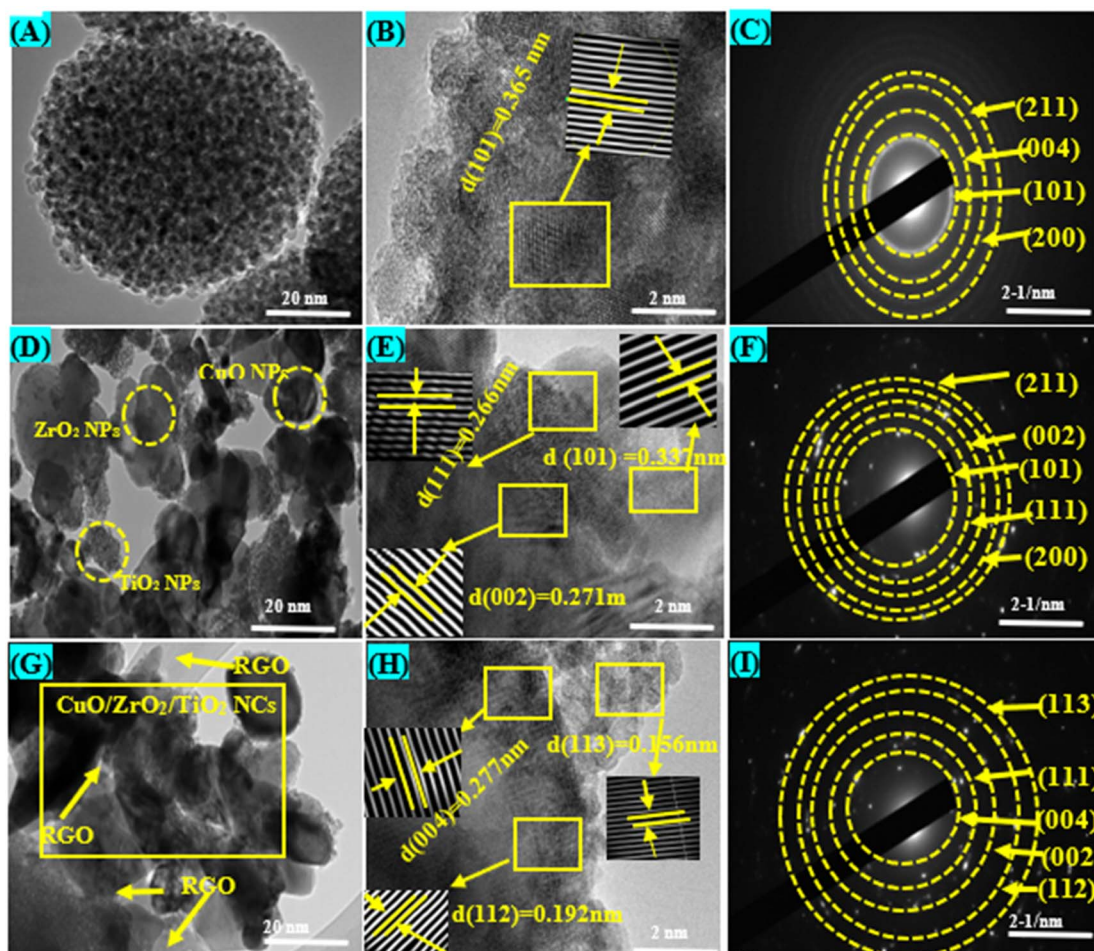 (A)
20 nm
(B)
d(101)=0.365 nm
2 nm
(C)
(211)
(004)
(101)
(200)
2-1/nm
(D)
CuO NPs
ZrO₂ NPs
TiO₂ NPs
20 nm
(E)
d(111)=0.266nm
d (101) =0.337nm
d(002)=0.271m
2 nm
(F)
(211)
(002)
(101)
(111)
(200)
2-1/nm
(G)
RGO
CuO/ZrO₂/TiO₂ NCs
RGO
RGO
20 nm
(H)
d(113)=0.156nm
d(004)=0.277nm
d(112)=0.192nm
2 nm
(I)
(113)
(111)
(004)
(002
(112)
2-1/nm